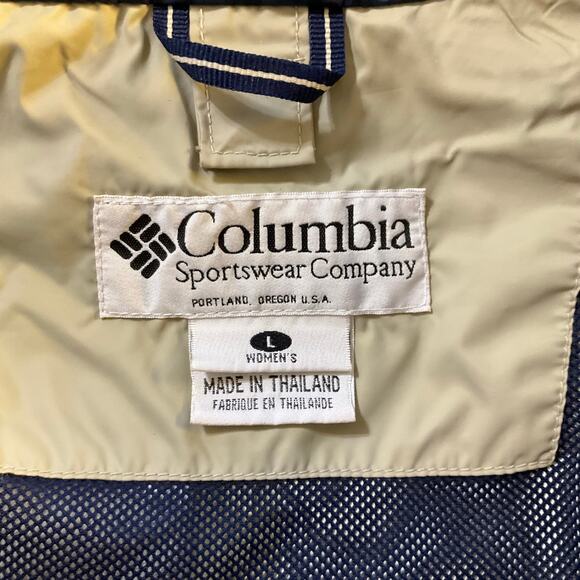 Columbia
Sportswear Company
PORTLAND, OREGON U.S.A.
L
WOMEN'S
MADE IN THAILAND
FABRIQUE EN THAILANDE